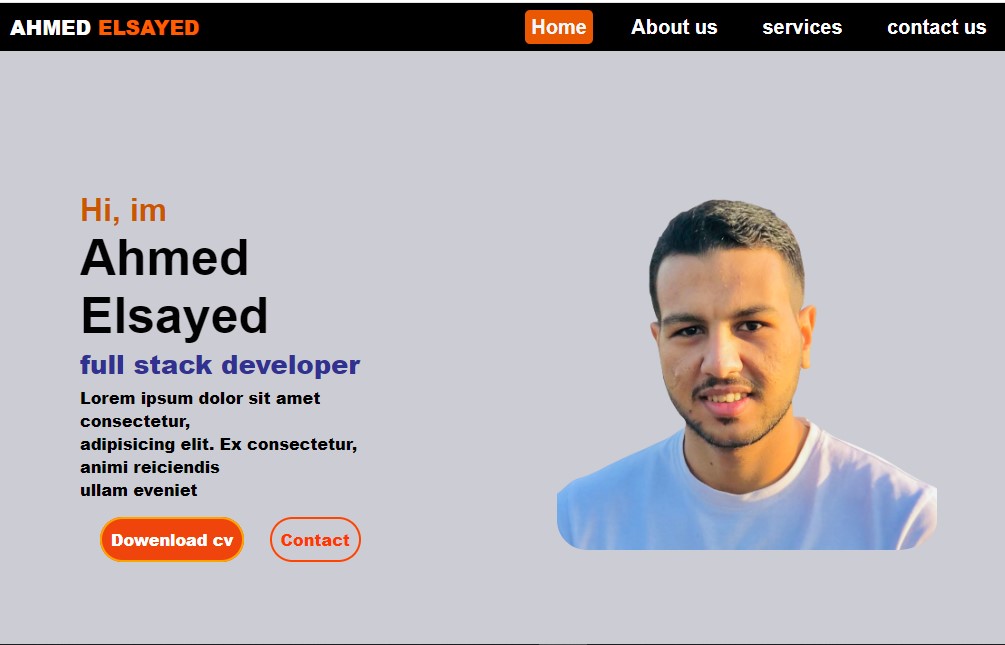 AHMED ELSAYED Home About us services contact us
Hi, im
Ahmed
Elsayed
full stack developer
Lorem ipsum dolor sit amet
consectetur,
adipisicing elit. Ex consectetur,
animi reiciendis
ullam eveniet
Dowenload cv Contact